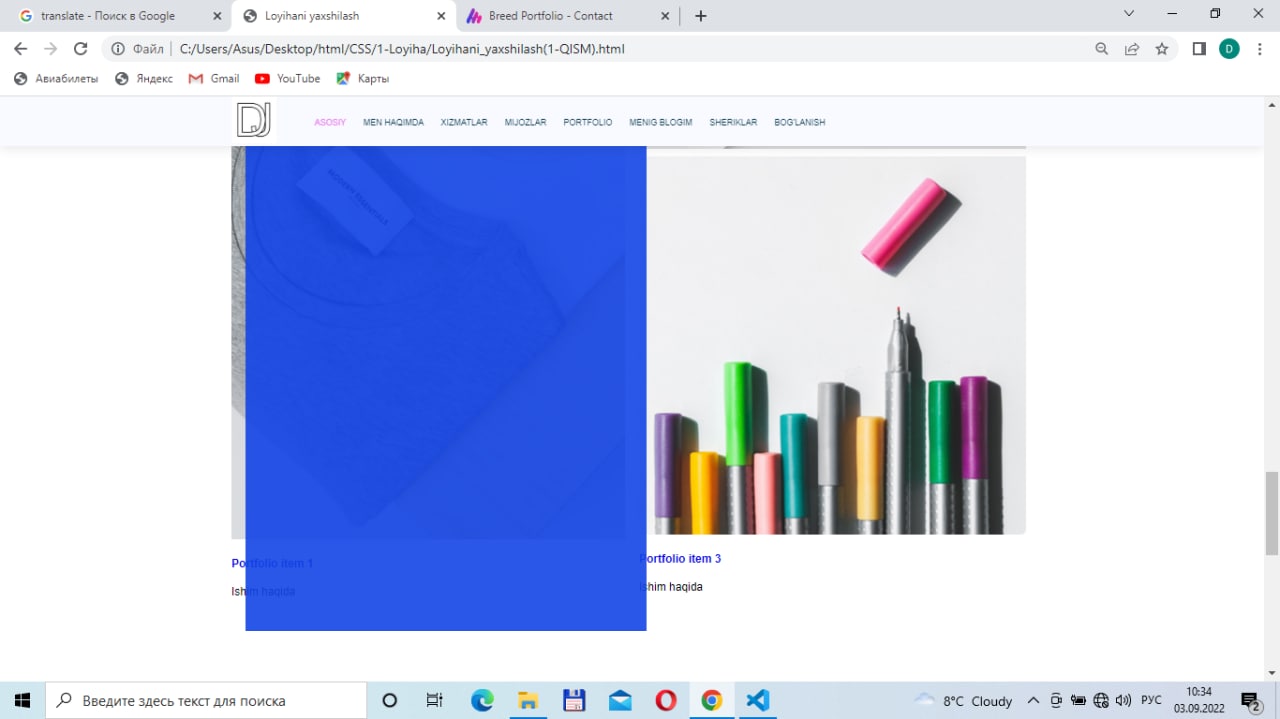 translate - Поиск в Google
Loyihani yaxshilash
Breed Portfolio - Contact
Файл
C:/Users/Asus/Desktop/html/CSS/1-Loyiha/Loyihani_yaxshilash(1-QISM).html
D
Авиабилеты
Яндекс
Gmail
YouTube
Карты
DJ
ASOSIY
MEN HAQIMDA
XIZMATLAR
MIJOZLAR
PORTFOLIO
MENIG BLOGIM
SHERIKLAR
BOG'LANISH
MODERN ESSENTIALS
Portfolio item 1
Ishim haqida
Portfolio item 3
Ishim haqida
Введите здесь текст для поиска
8°C Cloudy
РУС
10:34
03.09.2022
2